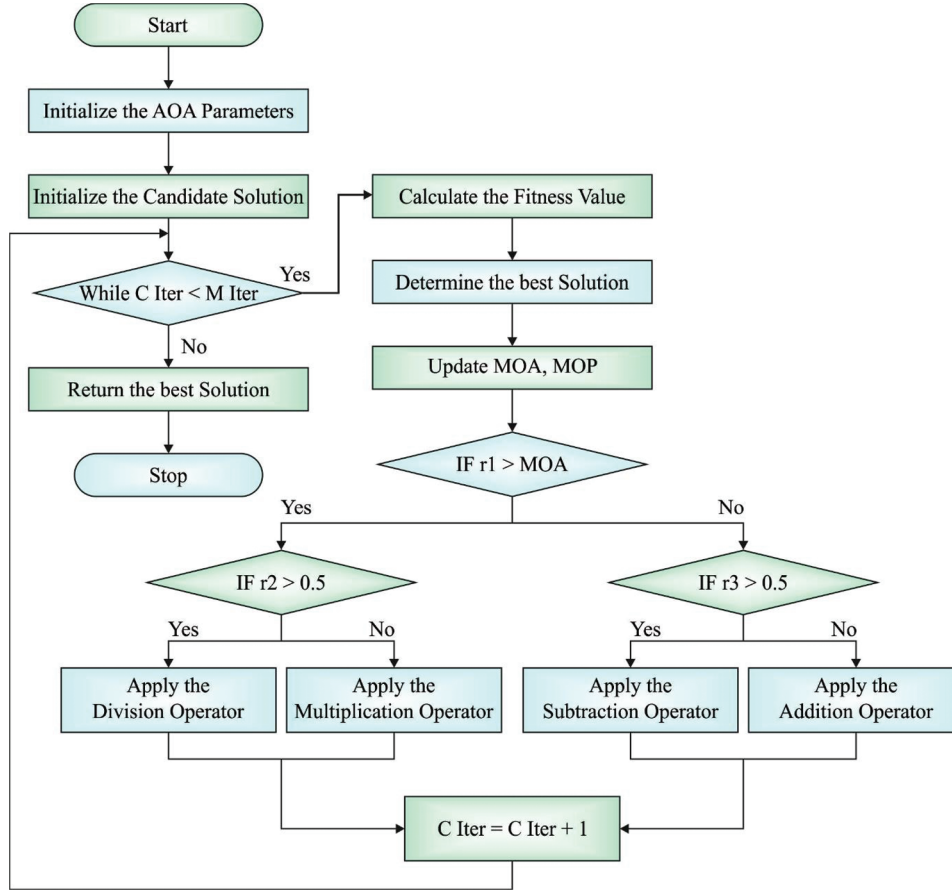 Start
Initialize the AOA Parameters
Initialize the Candidate Solution
While C Iter < M Iter
Yes
No
Return the best Solution
Stop
Calculate the Fitness Value
Determine the best Solution
Update MOA, MOP
IF r1 > MOA
Yes
No
IF r2 > 0.5
IF r3 > 0.5
Yes
No
Yes
No
Apply the
Division Operator
Apply the
Multiplication Operator
Apply the
Subtraction Operator
Apply the
Addition Operator
C Iter = C Iter + 1